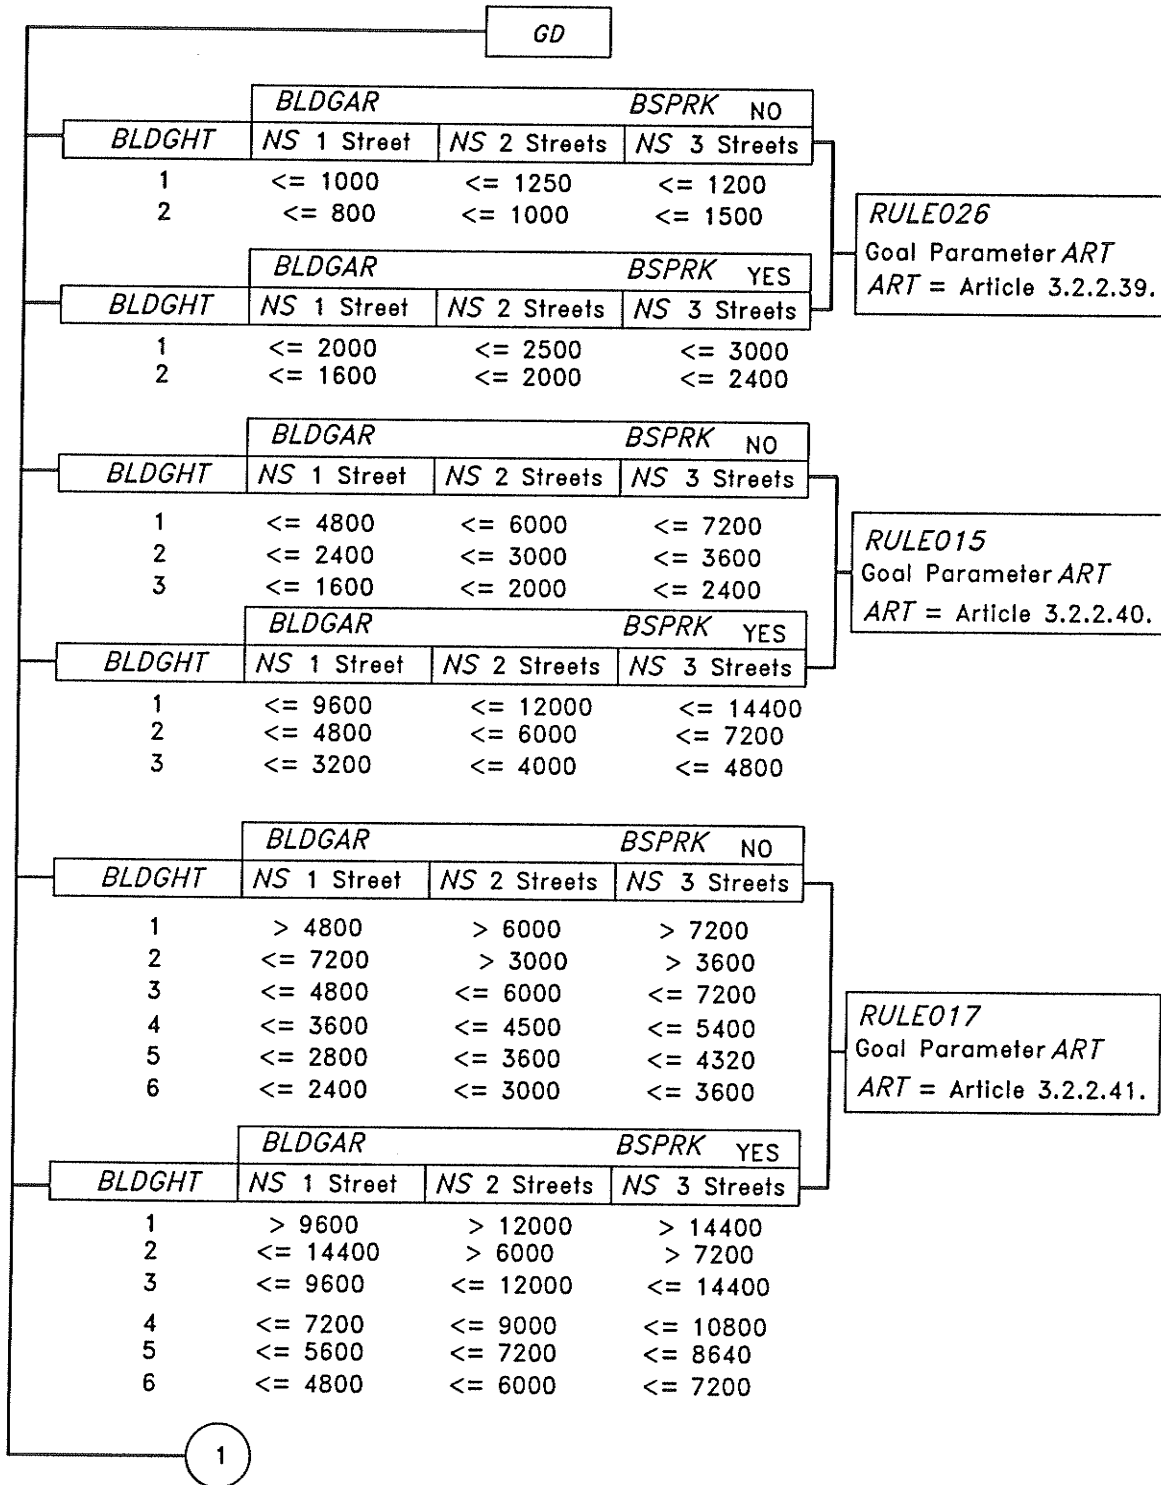 GD
BLDGAR BSPRK NO
BLDGHT NS 1 Street NS 2 Streets NS 3 Streets
1 <= 1000 <= 1250 <= 1200
2 <= 800 <= 1000 <= 1500
RULE026
Goal Parameter ART
ART = Article 3.2.2.39.
BLDGAR BSPRK YES
BLDGHT NS 1 Street NS 2 Streets NS 3 Streets
1 <= 2000 <= 2500 <= 3000
2 <= 1600 <= 2000 <= 2400
BLDGAR BSPRK NO
BLDGHT NS 1 Street NS 2 Streets NS 3 Streets
1 <= 4800 <= 6000 <= 7200
2 <= 2400 <= 3000 <= 3600
3 <= 1600 <= 2000 <= 2400
RULE015
Goal Parameter ART
ART = Article 3.2.2.40.
BLDGAR BSPRK YES
BLDGHT NS 1 Street NS 2 Streets NS 3 Streets
1 <= 9600 <= 12000 <= 14400
2 <= 4800 <= 6000 <= 7200
3 <= 3200 <= 4000 <= 4800
BLDGAR BSPRK NO
BLDGHT NS 1 Street NS 2 Streets NS 3 Streets
1 > 4800 > 6000 > 7200
2 <= 7200 > 3000 > 3600
3 <= 4800 <= 6000 <= 7200
4 <= 3600 <= 4500 <= 5400
5 <= 2800 <= 3600 <= 4320
6 <= 2400 <= 3000 <= 3600
RULE017
Goal Parameter ART
ART = Article 3.2.2.41.
BLDGAR BSPRK YES
BLDGHT NS 1 Street NS 2 Streets NS 3 Streets
1 > 9600 > 12000 > 14400
2 <= 14400 > 6000 > 7200
3 <= 9600 <= 12000 <= 14400
4 <= 7200 <= 9000 <= 10800
5 <= 5600 <= 7200 <= 8640
6 <= 4800 <= 6000 <= 7200
1